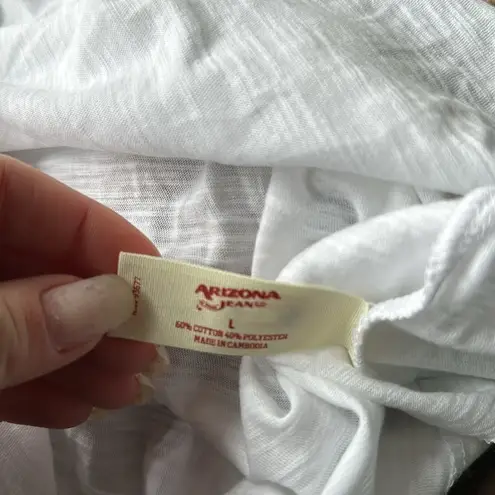 ARIZONA
JEAN CO
L
60% COTTON 40% POLYESTER
MADE IN CAMBODIA